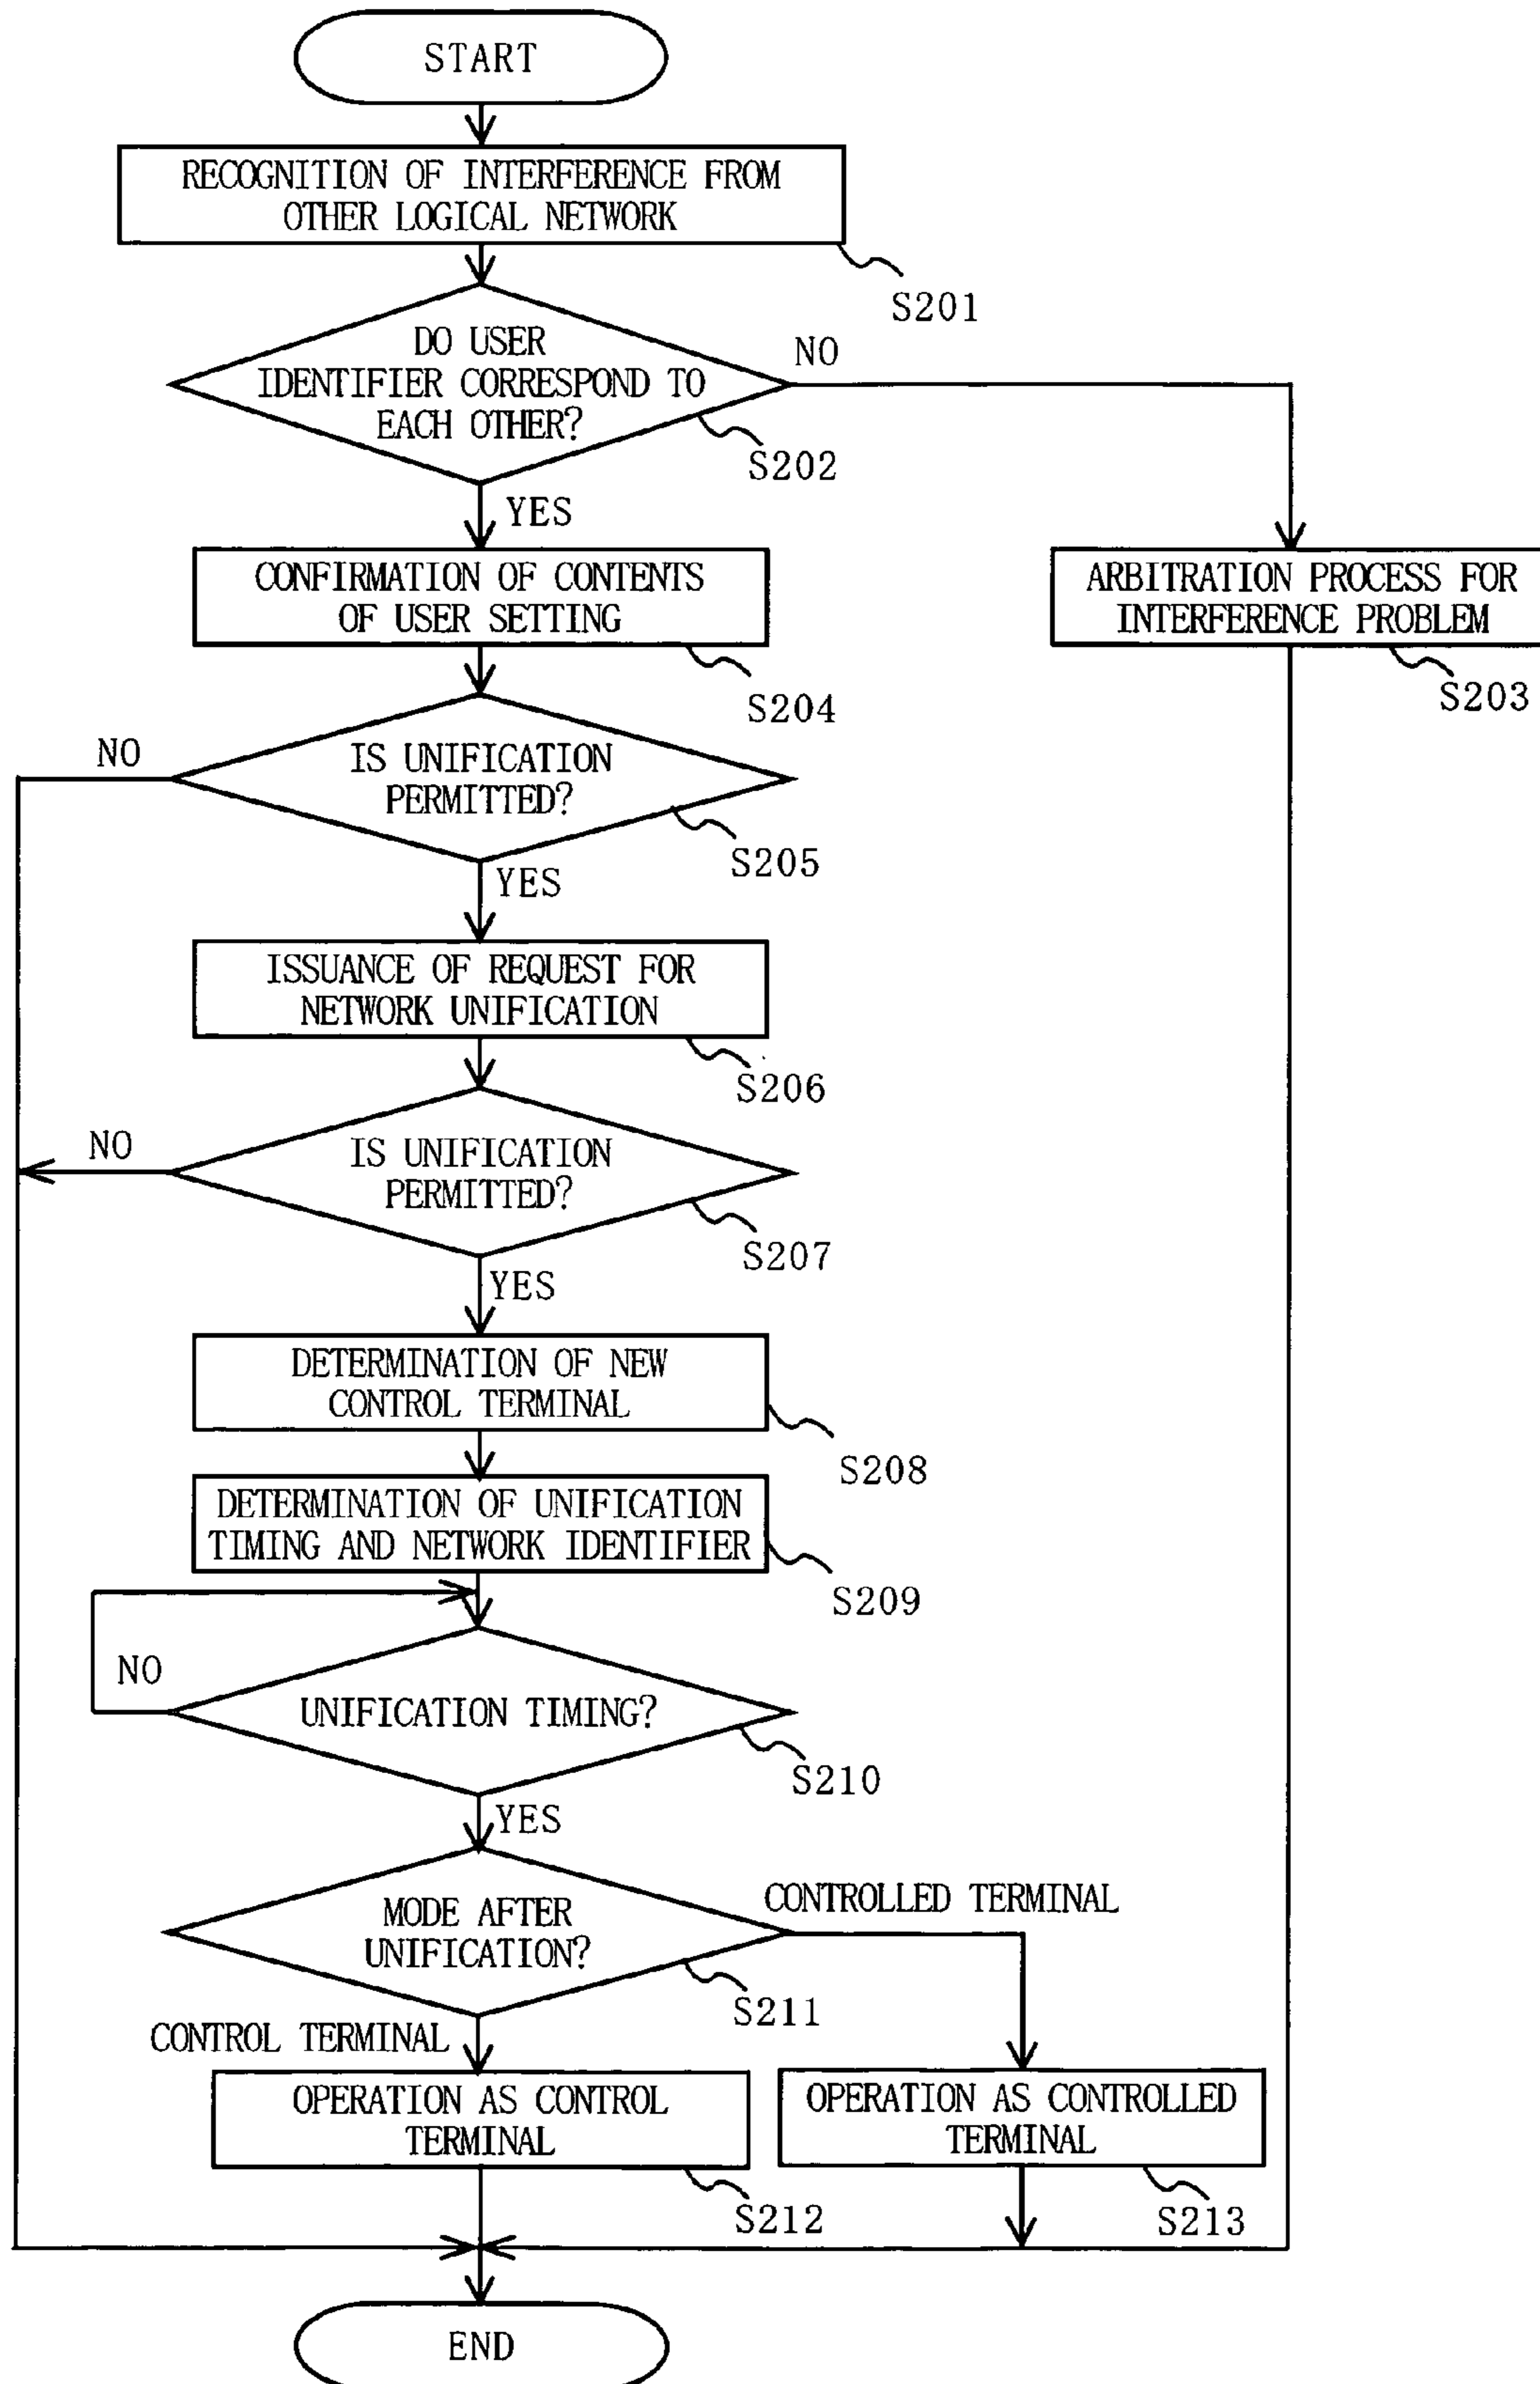 START
RECOGNITION OF INTERFERENCE FROM
OTHER LOGICAL NETWORK
S201
DO USER
IDENTIFIER CORRESPOND TO
EACH OTHER?
NO
S202
YES
CONFIRMATION OF CONTENTS
OF USER SETTING
S204
ARBITRATION PROCESS FOR
INTERFERENCE PROBLEM
S203
NO
IS UNIFICATION
PERMITTED?
S205
YES
ISSUANCE OF REQUEST FOR
NETWORK UNIFICATION
S206
NO
IS UNIFICATION
PERMITTED?
S207
YES
DETERMINATION OF NEW
CONTROL TERMINAL
S208
DETERMINATION OF UNIFICATION
TIMING AND NETWORK IDENTIFIER
S209
NO
UNIFICATION TIMING?
S210
YES
MODE AFTER
UNIFICATION?
CONTROLLED TERMINAL
S211
CONTROL TERMINAL
OPERATION AS CONTROL
TERMINAL
S212
OPERATION AS CONTROLLED
TERMINAL
S213
END